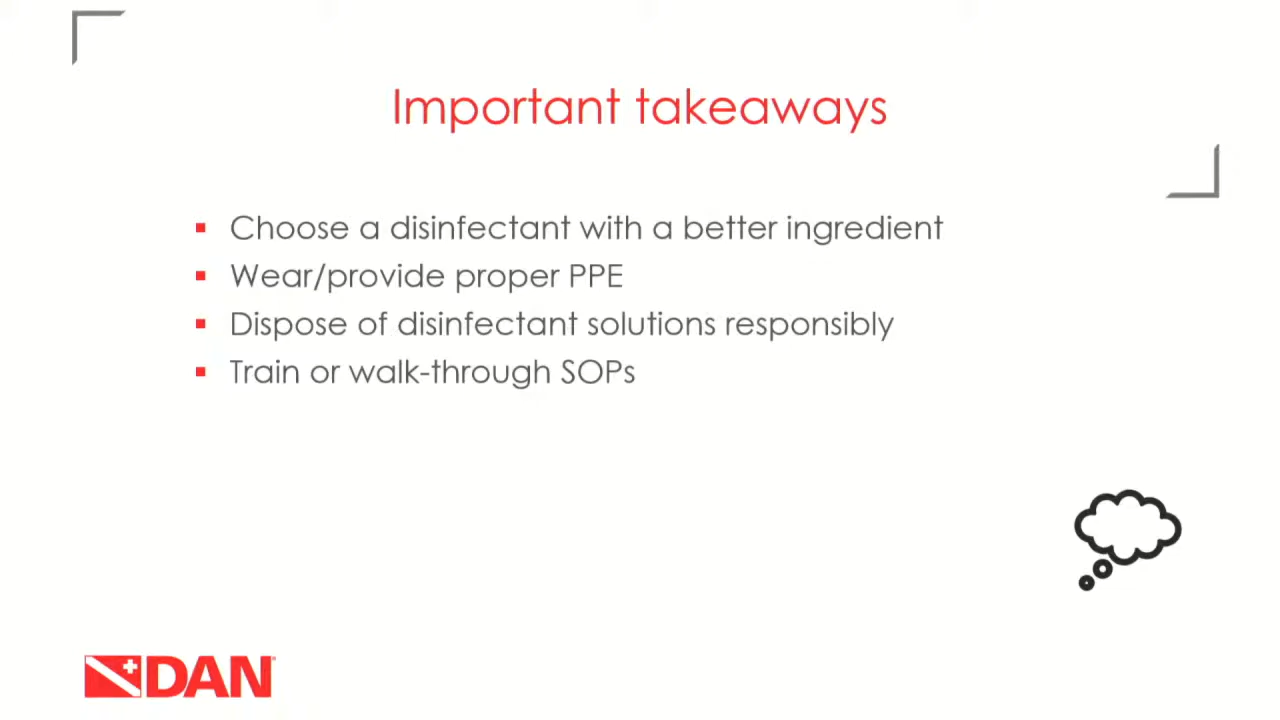 Important takeaways
Choose a disinfectant with a better ingredient
Wear/provide proper PPE
Dispose of disinfectant solutions responsibly
Train or walk-through SOPs
DAN